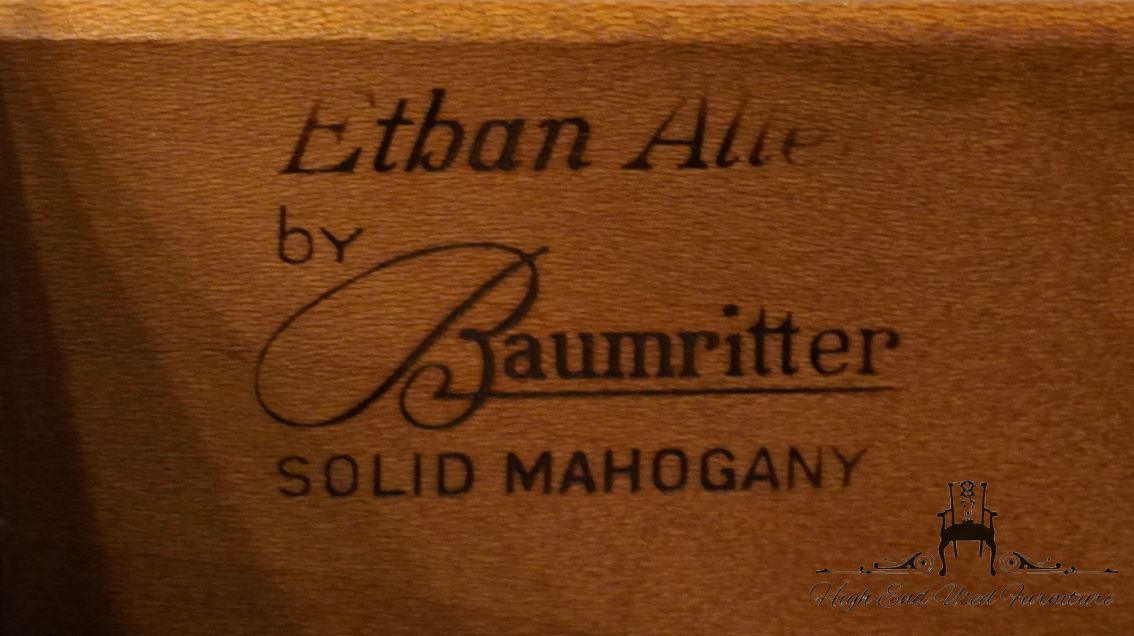 Ethan Alle
by
Baumritter
SOLID MAHOGANY
High End Used Furniture